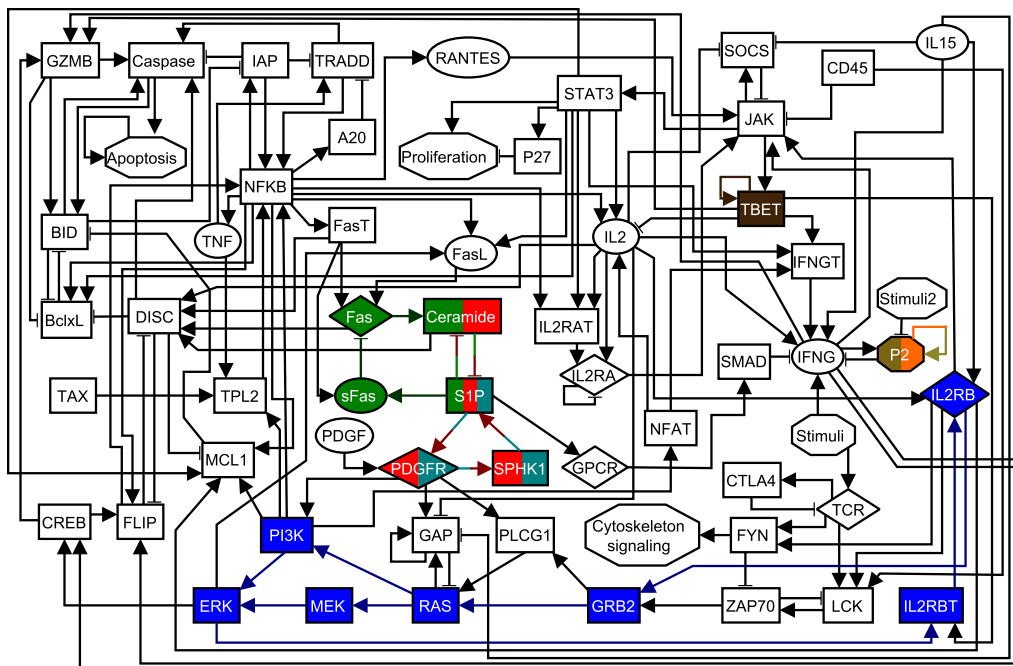 IL15
SOCS
GZMB
Caspase
IAP
TRADD
RANTES
CD45
STAT3
JAK
A20
Apoptosis
Proliferation
P27
NFKB
TBET
BID
TNF
FasT
FasL
IL2
IFNGT
Stimuli2
BclxL
DISC
Fas
Ceramide
IL2RAT
SMAD
IFNG
P2
IL2RA
TAX
TPL2
sFas
S1P
IL2RB
PDGF
NFAT
Stimuli
MCL1
PDGFR
SPHK1
GPCR
CTLA4
TCR
CREB
FLIP
PI3K
GAP
PLCG1
Cytoskeleton
signaling
FYN
ERK
MEK
RAS
GRB2
ZAP70
LCK
IL2RBT